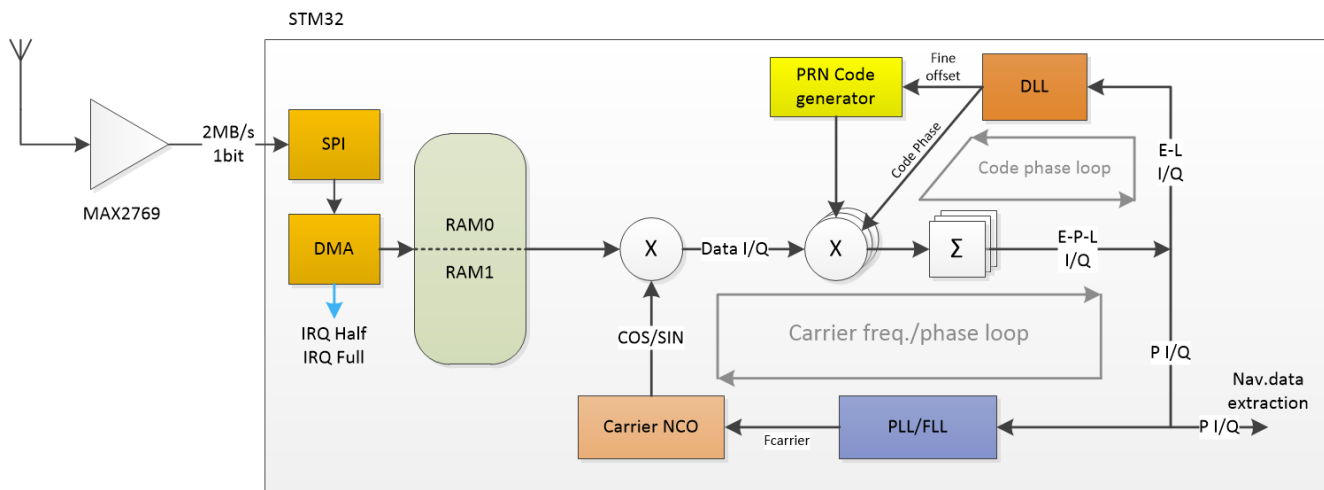 STM32
MAX2769
2MB/s
1bit
SPI
DMA
IRQ Half
IRQ Full
RAM0
RAM1
X
Data I/Q
COS/SIN
Carrier NCO
Fcarrier
PLL/FLL
Carrier freq./phase loop
PRN Code
generator
Fine
offset
DLL
Code Phase
Code phase loop
X
Σ
E-P-L
I/Q
E-L
I/Q
P I/Q
Nav.data
extraction
P I/Q